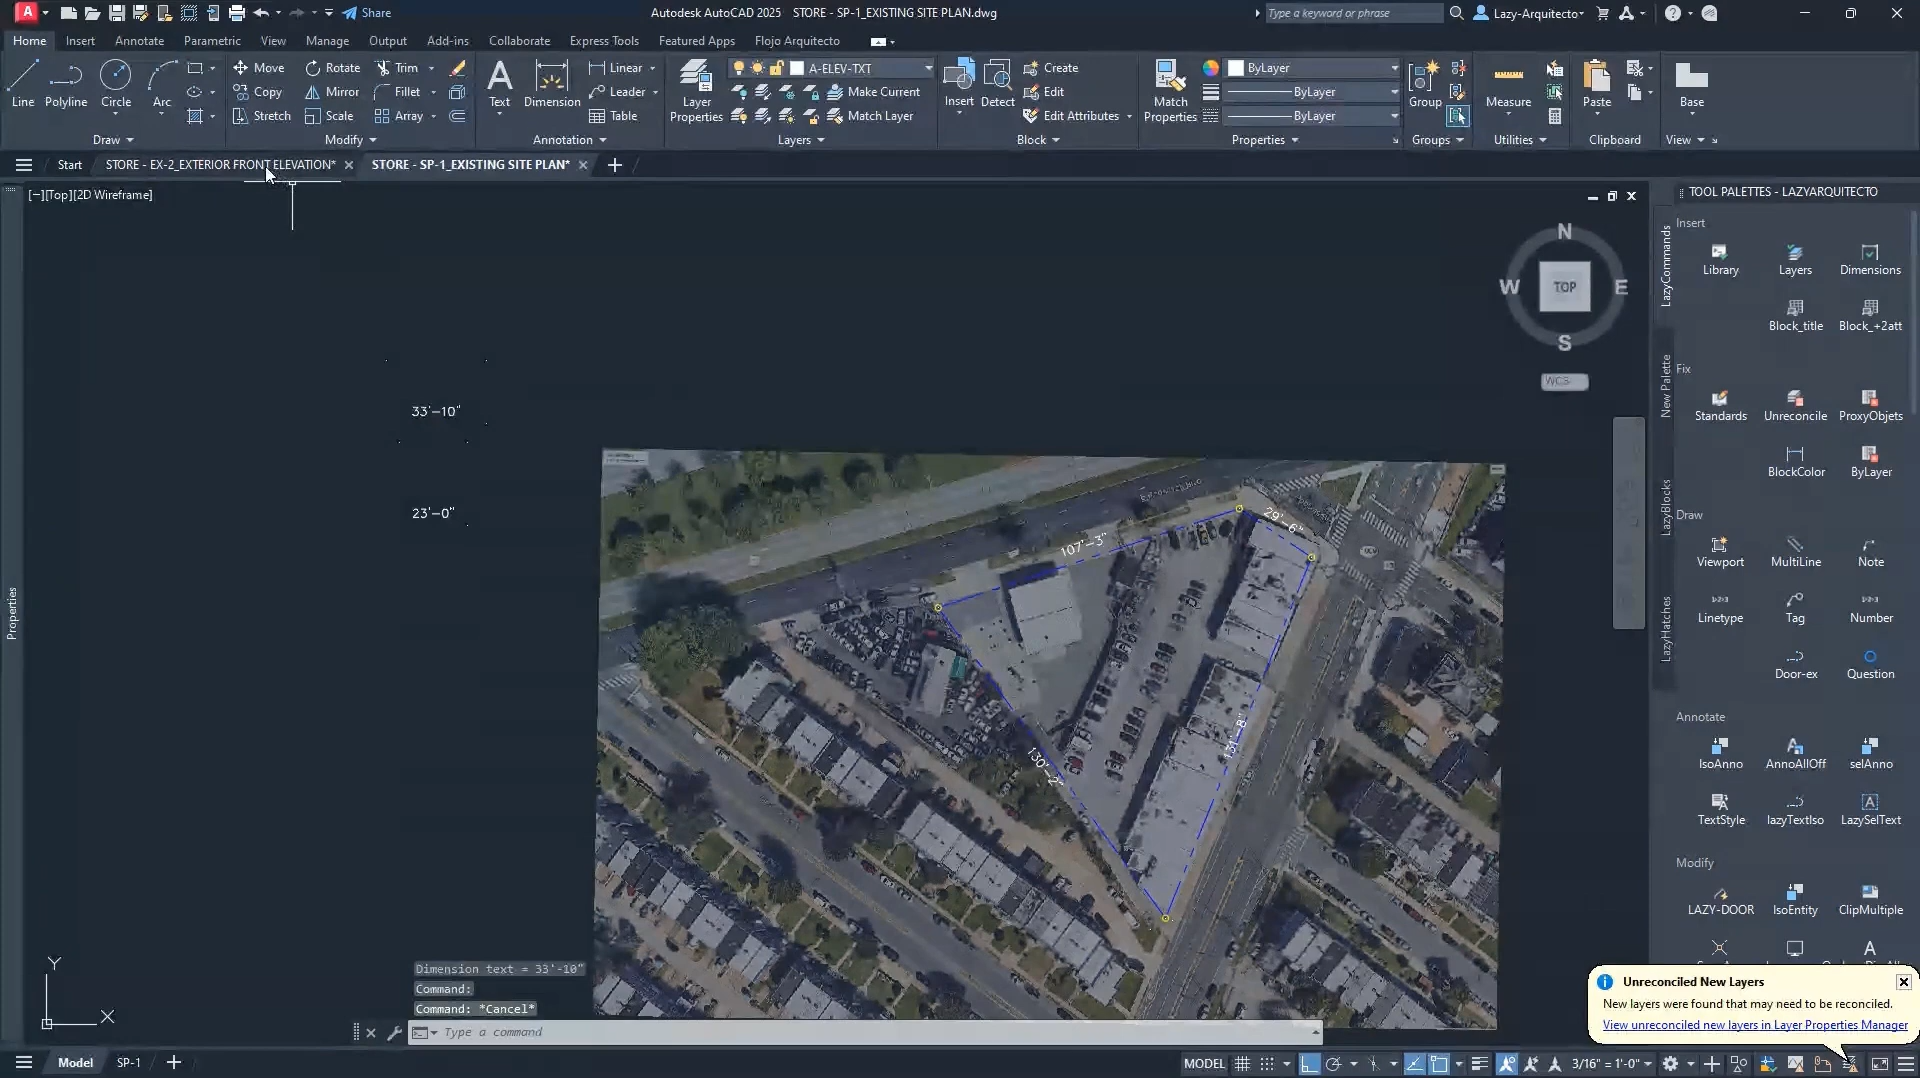 A
Share
Autodesk AutoCAD 2025 STORE - SP-1_EXISTING SITE PLAN.dwg
Type a keyword or phrase
Lazy-Arquitecto
Home Insert Annotate Parametric View Manage Output Add-ins Collaborate Express Tools Featured Apps Flojo Arquitecto
Line Polyline Circle Arc
Draw
Move Rotate Trim
Copy Mirror Fillet
Stretch Scale Array
Modify
Text Dimension
Linear
Leader
Table
Annotation
Layer Properties
A-ELEV-TXT
Make Current
Match Layer
Layers
Insert Detect
Create
Edit
Edit Attributes
Block
Match Properties
ByLayer
ByLayer
ByLayer
Properties
Group
Groups
Measure
Utilities
Paste
Clipboard
Base
View
Start STORE - EX-2_EXTERIOR FRONT ELEVATION* STORE - SP-1_EXISTING SITE PLAN*
[−][Top][2D Wireframe]
TOOL PALETTES - LAZYARQUITECTO
N
W TOP E
S
WCS
33'-10"
23'-0"
107'-3"
29'-6"
131'-8"
130'-2"
Properties
LazyCommands
New Palette
LazyBlocks
LazyHatches
Insert
Library Layers Dimensions
Block_title Block_+2att
Fix
Standards Unreconcile ProxyObjets
BlockColor ByLayer
Draw
Viewport MultiLine Note
Linetype Tag Number
Door-ex Question
Annotate
IsoAnno AnnoAllOff selAnno
TextStyle lazyTextIso LazySelText
Modify
LAZY-DOOR IsoEntity ClipMultiple
Unreconciled New Layers
New layers were found that may need to be reconciled.
View unreconciled new layers in Layer Properties Manager
Y
X
Dimension text = 33'-10"
Command:
Command: *Cancel*
Type a command
Model SP-1
MODEL
3/16" = 1'-0"